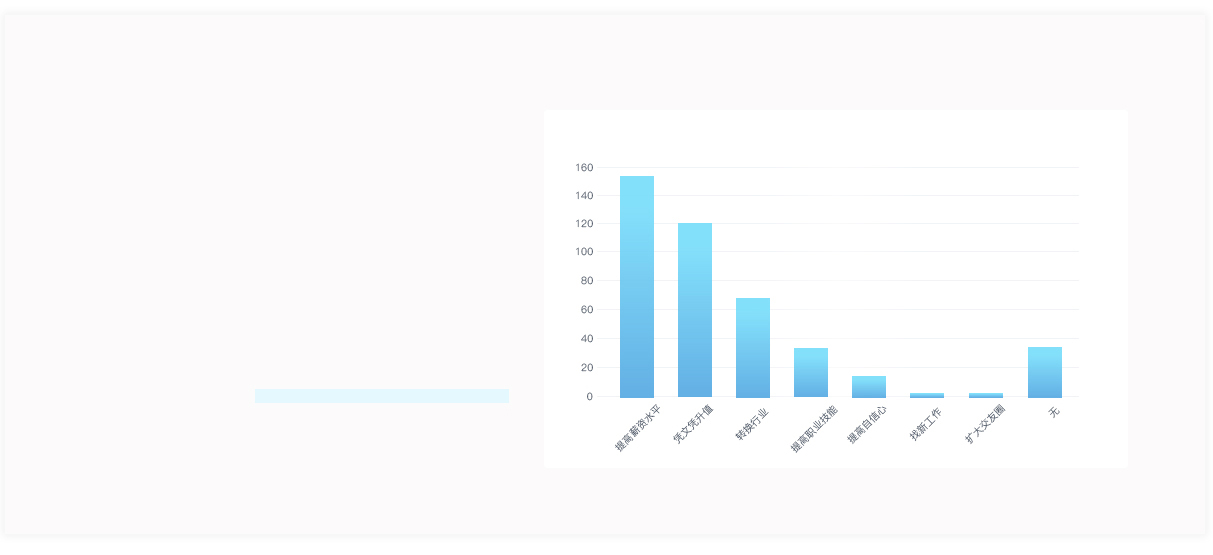 160
140
120
100
80
60
40
20
0
提高薪资水平
凭文凭升值
转换行业
提高职业技能
提高自信心
找新工作
扩大交友圈
无